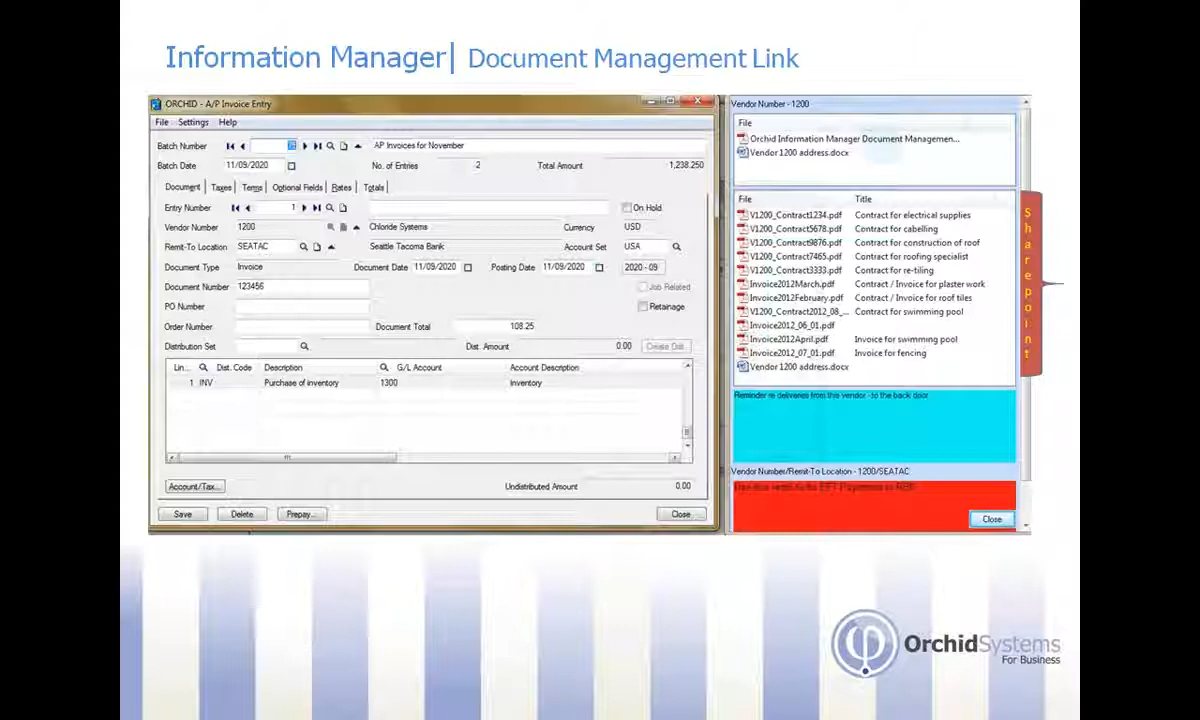 Information Manager| Document Management Link
ORCHID - A/P Invoice Entry
File Settings Help
Batch Number AP Invoices for November
Batch Date 11/09/2020 No. of Entries 2 Total Amount 1,238.250
Document Taxes Terms Optional Fields Rates Totals
Entry Number 1 On Hold
Vendor Number 1200 Chloride Systems Currency USD
Remit-To Location SEATAC Seattle Tacoma Bank Account Set USA
Document Type Invoice Document Date 11/09/2020 Posting Date 11/09/2020 2020 - 09
Document Number 123456 Job Related
PO Number Retainage
Order Number Document Total 108.25
Distribution Set Dist. Amount 0.00 Create Dist.
Lin... Dist. Code Description G/L Account Account Description
1 INV Purchase of inventory 1300 Inventory
Account/Tax... Undistributed Amount 0.00
Save Delete Prepay... Close
Vendor Number - 1200
File
Orchid Information Manager Document Managemen...
Vendor 1200 address.docx
File Title
V1200_Contract1234.pdf Contract for electrical supplies
V1200_Contract5678.pdf Contract for cabelling
V1200_Contract9876.pdf Contract for construction of roof
V1200_Contract7465.pdf Contract for roofing specialist
V1200_Contract3333.pdf Contract for re-tiling
Invoice2012March.pdf Contract / Invoice for plaster work
Invoice2012February.pdf Contract / Invoice for roof tiles
V1200_Contract2012_08_... Contract for swimming pool
Invoice2012_06_01.pdf
Invoice2012April.pdf Invoice for swimming pool
Invoice2012_07_01.pdf Invoice for fencing
Vendor 1200 address.docx
Reminder re deliveries from this vendor - to the back door
Vendor Number/Remit-To Location - 1200/SEATAC
Close
Sharepoint
OrchidSystems
For Business